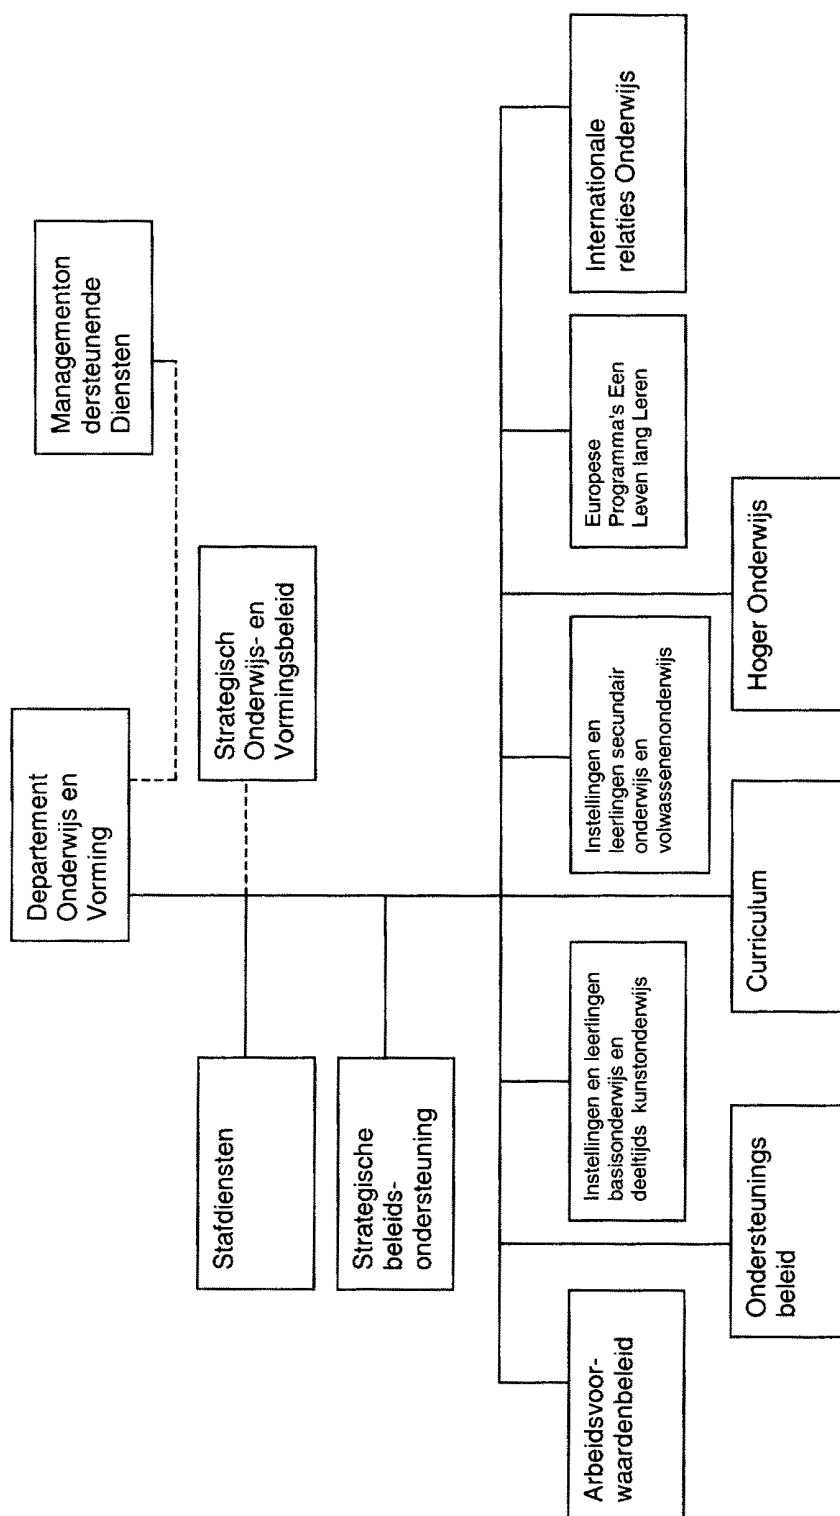 Departement
Onderwijs en
Vorming
Managementon
dersteunende
Diensten
Stafdiensten
Strategisch
Onderwijs- en
Vormingsbeleid
Strategische
beleids-
ondersteuning
Arbeidsvoor-
waardenbeleid
Instellingen en leerlingen
basisonderwijs en
deeltijds kunstonderwijs
Instellingen en
leerlingen secundair
onderwijs en
volwassenenonderwijs
Europese
Programma's Een
Leven lang Leren
Internationale
relaties Onderwijs
Ondersteunings
beleid
Curriculum
Hoger Onderwijs